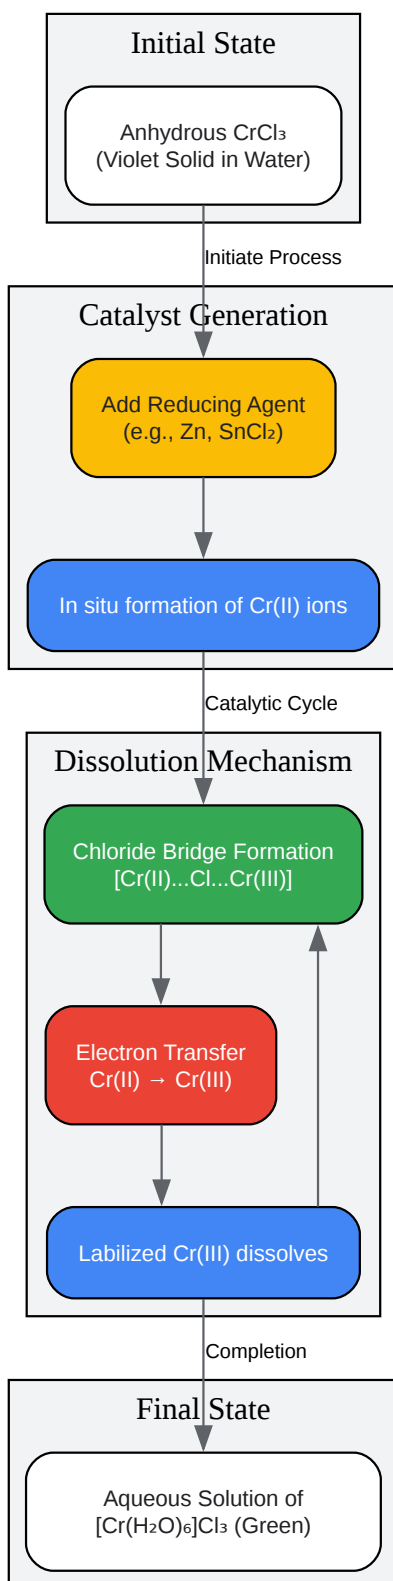 Initial State
Anhydrous CrCl₃
(Violet Solid in Water)
Initiate Process
Catalyst Generation
Add Reducing Agent
(e.g., Zn, SnCl₂)
In situ formation of Cr(II) ions
Catalytic Cycle
Dissolution Mechanism
Chloride Bridge Formation
[Cr(II)...Cl...Cr(III)]
Electron Transfer
Cr(II) → Cr(III)
Labilized Cr(III) dissolves
Completion
Final State
Aqueous Solution of
[Cr(H₂O)₆]Cl₃ (Green)